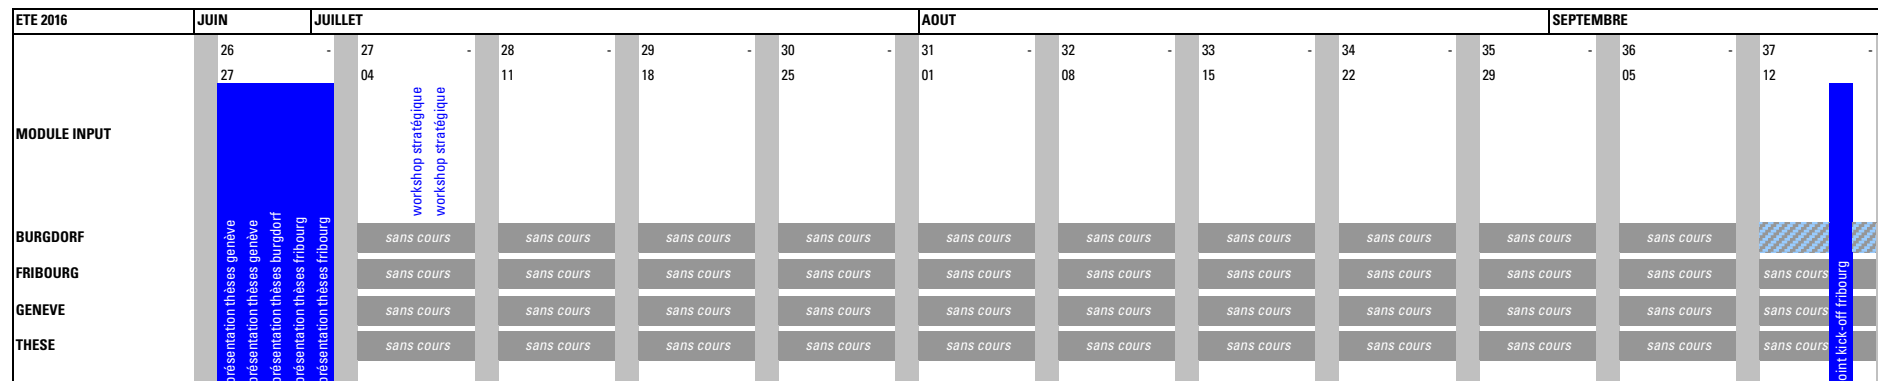 ETE 2016 JUIN JUILLET AOUT SEPTEMBRE
26 - 27 - 28 - 29 - 30 - 31 - 32 - 33 - 34 - 35 - 36 - 37 -
27 04 11 18 25 01 08 15 22 29 05 12
workshop stratégique
workshop stratégique
MODULE INPUT
présentation thèses genève
présentation thèses genève
présentation thèses burgdorf
présentation thèses fribourg
présentation thèses fribourg
BURGDORF sans cours sans cours sans cours sans cours sans cours sans cours sans cours sans cours sans cours sans cours
FRIBOURG sans cours sans cours sans cours sans cours sans cours sans cours sans cours sans cours sans cours sans cours sans cours
GENEVE sans cours sans cours sans cours sans cours sans cours sans cours sans cours sans cours sans cours sans cours sans cours
THESE sans cours sans cours sans cours sans cours sans cours sans cours sans cours sans cours sans cours sans cours sans cours
kick-off fribourg